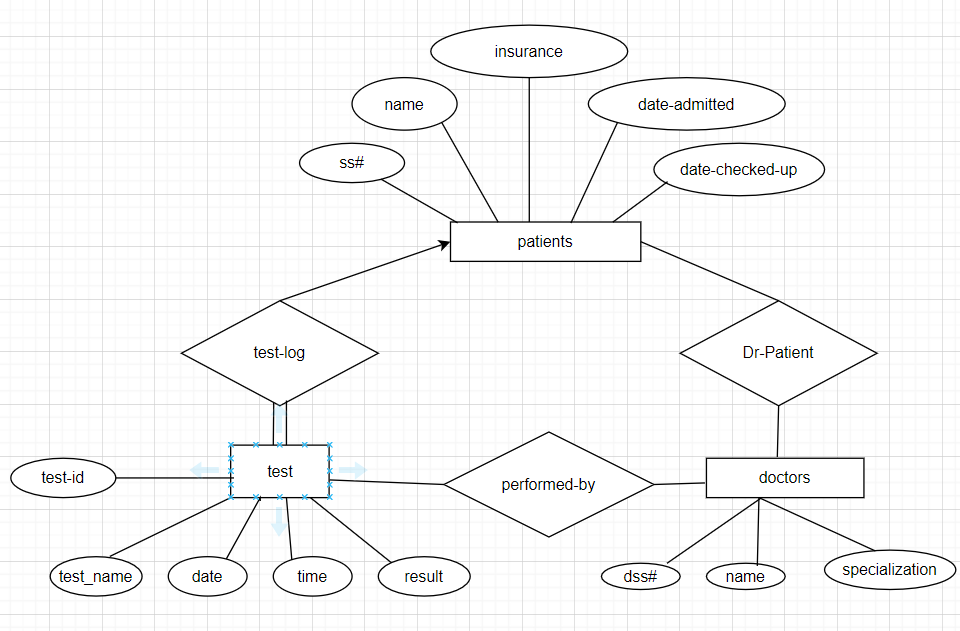 insurance
name
date-admitted
ss#
date-checked-up
patients
test-log
Dr-Patient
test
test-id
performed-by
doctors
test_name
date
time
result
dss#
name
specialization